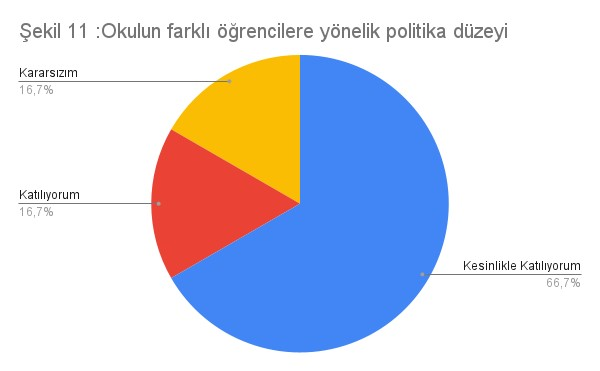 Şekil 11 :Okulun farklı öğrencilere yönelik politika düzeyi
Kararsızım
16,7%
Katılıyorum
16,7%
Kesinlikle Katılıyorum
66,7%